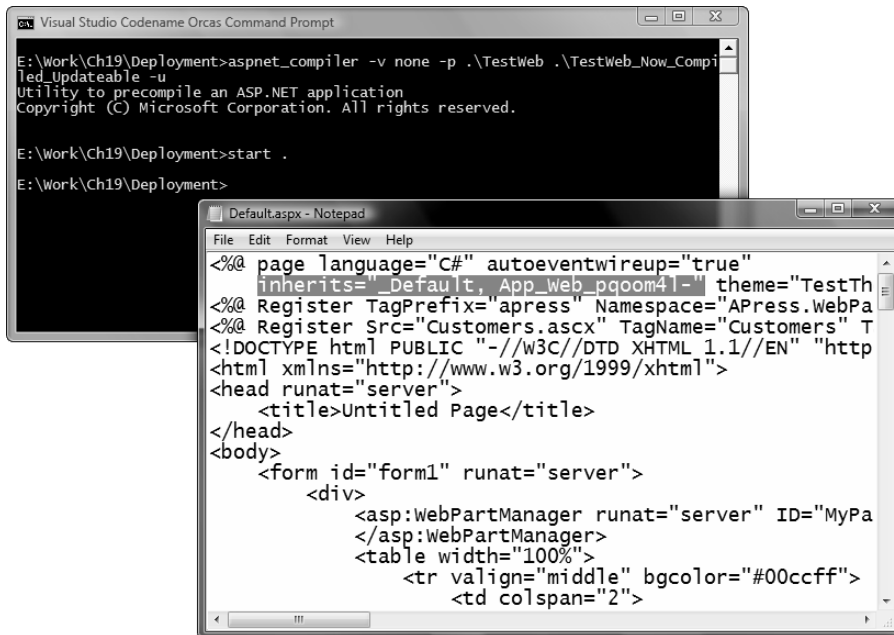 Visual Studio Codename Orcas Command Prompt
E:\Work\Ch19\Deployment>aspnet_compiler -v none -p .\TestWeb .\TestWeb_Now_Compi
led_Updateable -u
Utility to precompile an ASP.NET application
Copyright (C) Microsoft Corporation. All rights reserved.
E:\Work\Ch19\Deployment>start .
E:\Work\Ch19\Deployment>
Default.aspx - Notepad
File Edit Format View Help
<%@ page language="C#" autoeventwireup="true"
inherits="_Default, App_Web_pqoom4l-" theme="TestTh
<%@ Register TagPrefix="apress" Namespace="APress.WebPa
<%@ Register Src="Customers.ascx" TagName="Customers" T
<!DOCTYPE html PUBLIC "-//W3C//DTD XHTML 1.1//EN" "http
<html xmlns="http://www.w3.org/1999/xhtml">
<head runat="server">
<title>Untitled Page</title>
</head>
<body>
<form id="form1" runat="server">
<div>
<asp:WebPartManager runat="server" ID="MyPa
</asp:WebPartManager>
<table width="100%">
<tr valign="middle" bgcolor="#00ccff">
<td colspan="2">